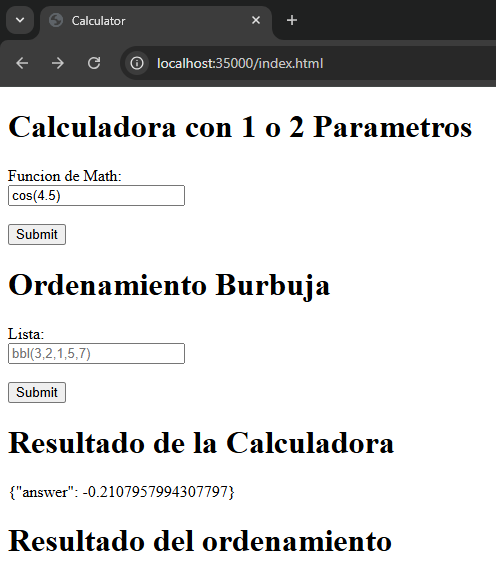 Calculator
localhost:35000/index.html
Calculadora con 1 o 2 Parametros
Funcion de Math:
cos(4.5)
Submit
Ordenamiento Burbuja
Lista:
bbl(3,2,1,5,7)
Submit
Resultado de la Calculadora
{"answer": -0.2107957994307797}
Resultado del ordenamiento